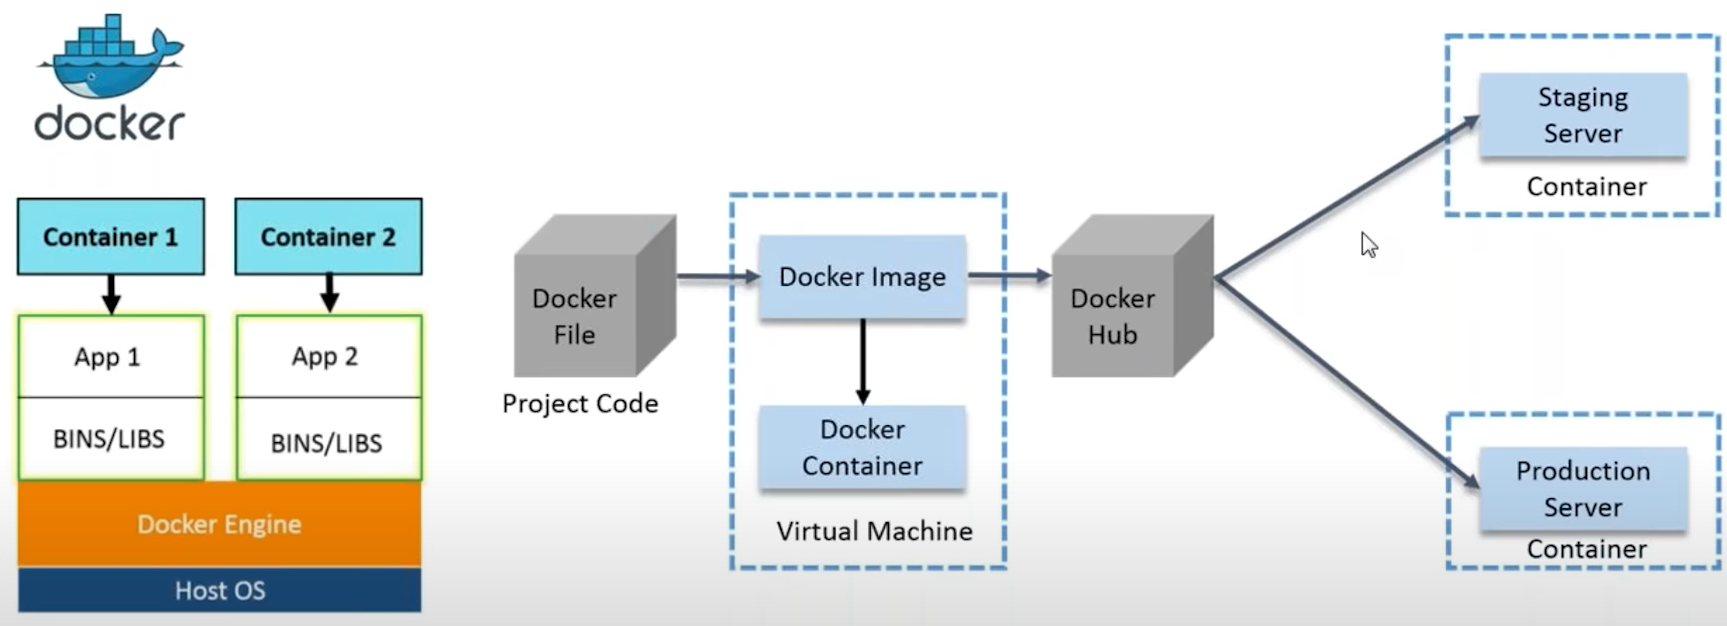 docker
Container 1
Container 2
App 1
BINS/LIBS
App 2
BINS/LIBS
Docker Engine
Host OS
Docker
File
Project Code
Docker Image
Docker
Container
Virtual Machine
Docker
Hub
Staging
Server
Container
Production
Server
Container